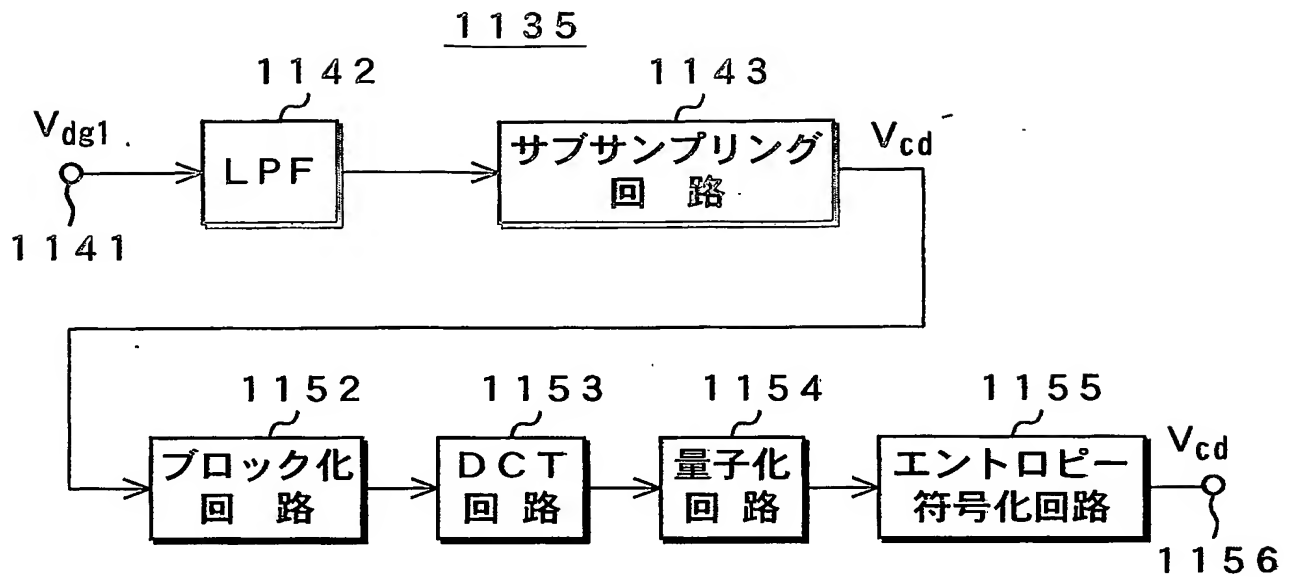 1135
1142
1143
Vdg1
LPF
サブサンプリング
回路
Vcd
1141
1152
1153
1154
1155
ブロック化
回路
DCT
回路
量子化
回路
エントロピー
符号化回路
Vcd
1156